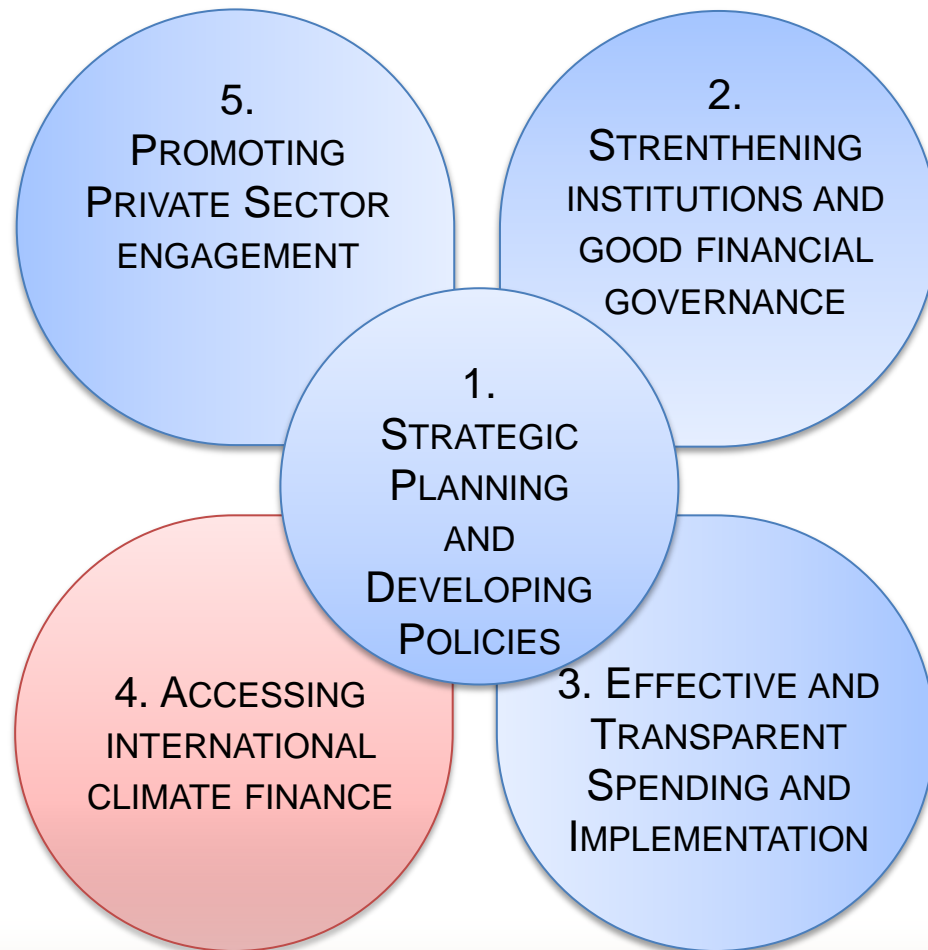 5.
PROMOTING
PRIVATE SECTOR
ENGAGEMENT
2.
STRENTHENING
INSTITUTIONS AND
GOOD FINANCIAL
GOVERNANCE
1.
STRATEGIC
PLANNING
AND
DEVELOPING
POLICIES
4. ACCESSING
INTERNATIONAL
CLIMATE FINANCE
3. EFFECTIVE AND
TRANSPARENT
SPENDING AND
IMPLEMENTATION